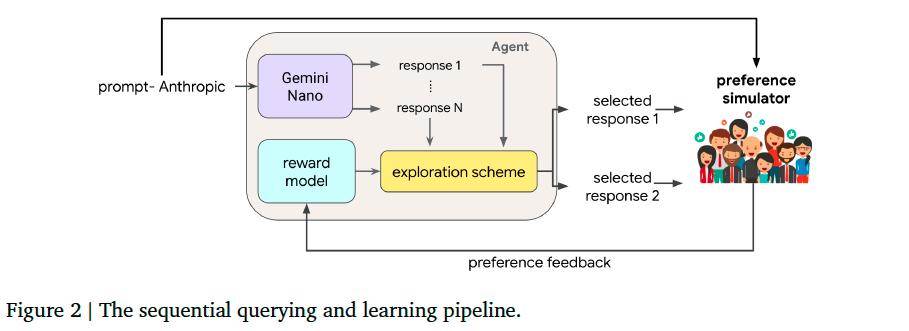 Agent
prompt- Anthropic
Gemini
Nano
response 1
response N
reward
model
exploration scheme
selected
response 1
selected
response 2
preference
simulator
preference feedback
Figure 2 | The sequential querying and learning pipeline.